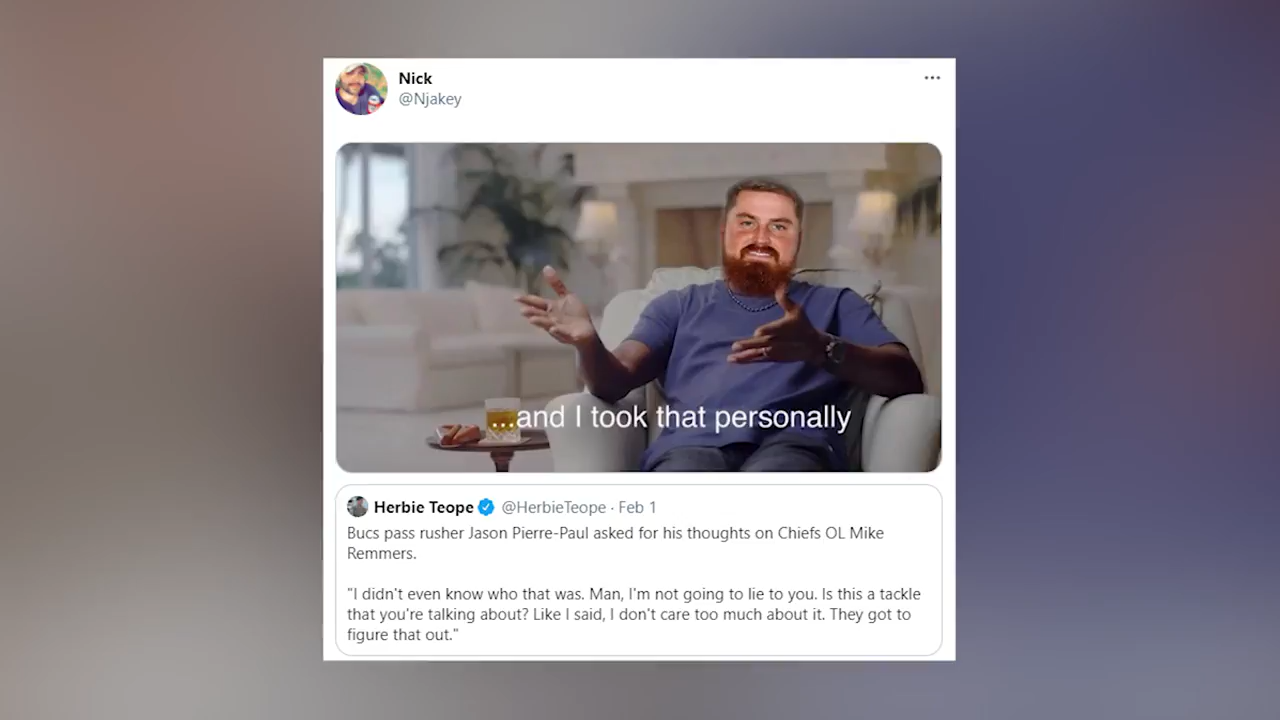 Nick
@Njakey
...and I took that personally
Herbie Teope @HerbieTeope · Feb 1
Bucs pass rusher Jason Pierre-Paul asked for his thoughts on Chiefs OL Mike
Remmers.
"I didn't even know who that was. Man, I'm not going to lie to you. Is this a tackle
that you're talking about? Like I said, I don't care too much about it. They got to
figure that out."